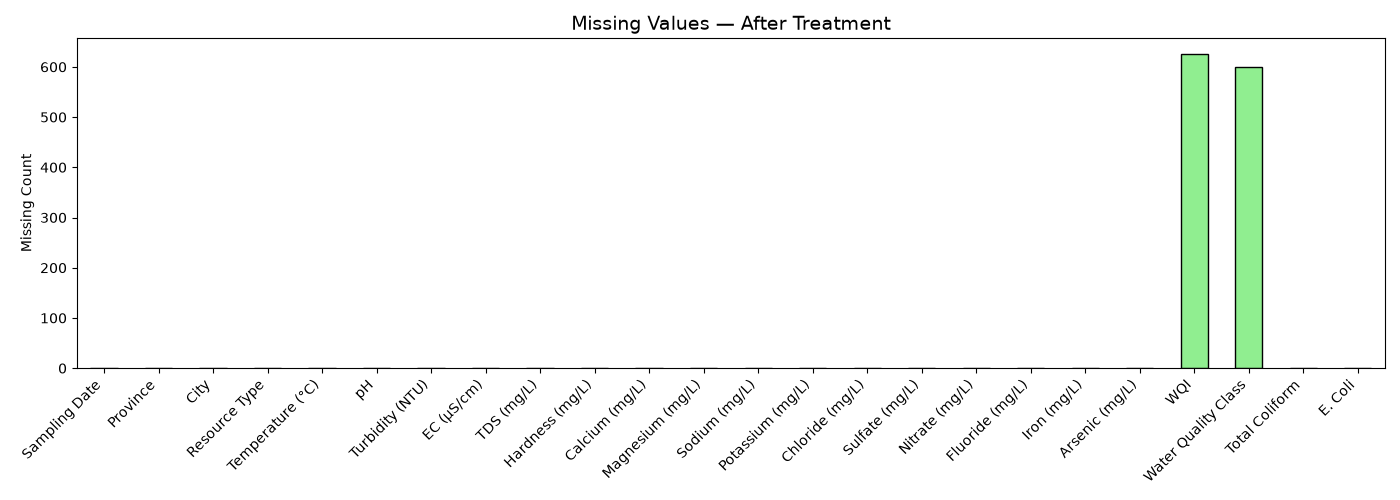 Missing Values — After Treatment
Missing Count
600
500
400
300
200
100
0
Sampling Date
Province
City
Resource Type
Temperature (°C)
pH
Turbidity (NTU)
EC (µS/cm)
TDS (mg/L)
Hardness (mg/L)
Calcium (mg/L)
Magnesium (mg/L)
Sodium (mg/L)
Potassium (mg/L)
Chloride (mg/L)
Sulfate (mg/L)
Nitrate (mg/L)
Fluoride (mg/L)
Iron (mg/L)
Arsenic (mg/L)
WQI
Water Quality Class
Total Coliform
E. Coli